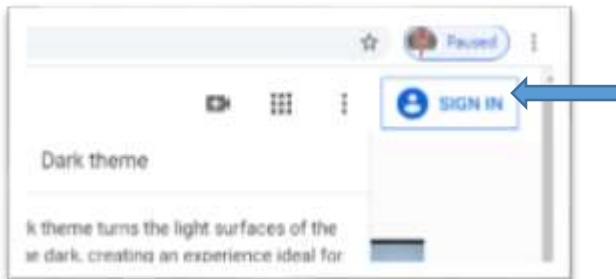 Paused
SIGN IN
Dark theme
k theme turns the light surfaces of the
e dark, creating an experience ideal for